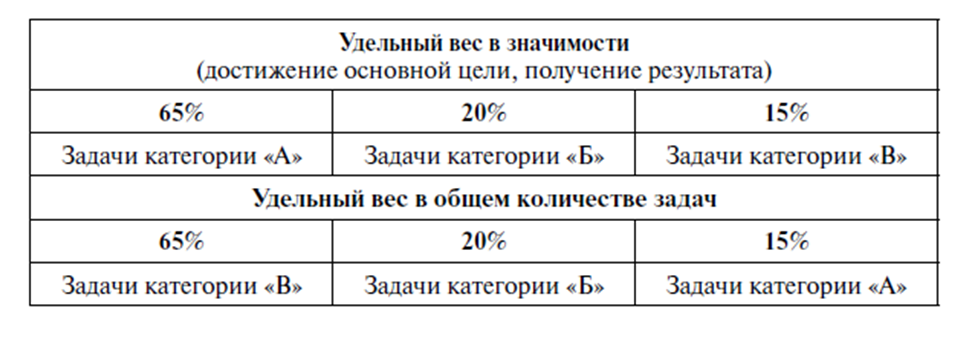 Удельный вес в значимости
(достижение основной цели, получение результата)
65% 20% 15%
Задачи категории «А» Задачи категории «Б» Задачи категории «В»
Удельный вес в общем количестве задач
65% 20% 15%
Задачи категории «В» Задачи категории «Б» Задачи категории «А»